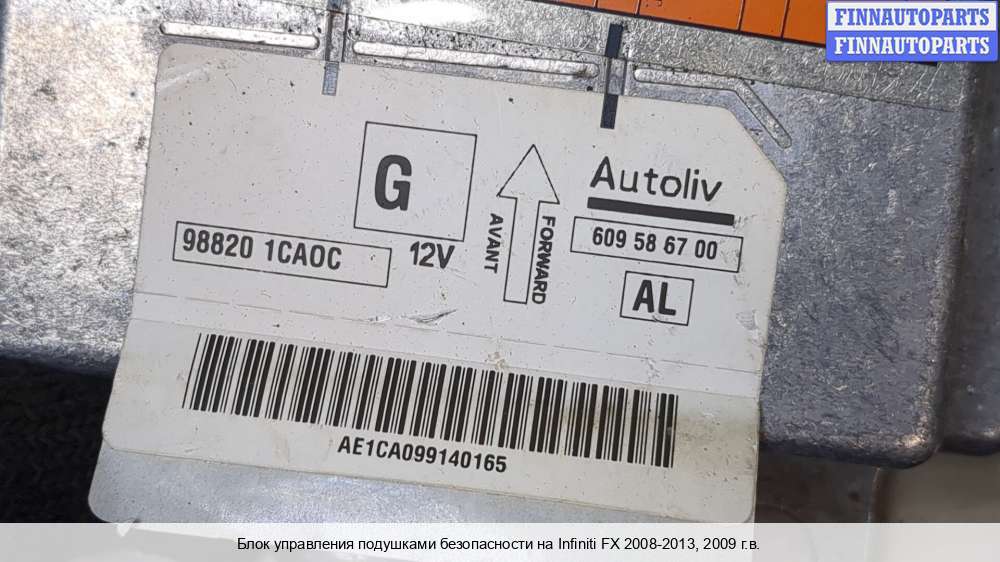 FINNAUTOPARTS
FINNAUTOPARTS
G
12V
98820 1CA0C
AVANT
FORWARD
Autoliv
609 58 67 00
AL
AE1CA099140165
Блок управления подушками безопасности на Infiniti FX 2008-2013, 2009 г.в.